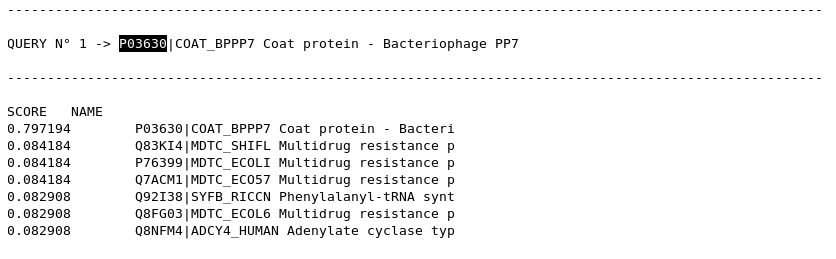 ------------------------------------------------------------------------------------------------------
QUERY N° 1 -> P03630|COAT_BPPP7 Coat protein - Bacteriophage PP7
------------------------------------------------------------------------------------------------------
SCORE   NAME
0.797194        P03630|COAT_BPPP7 Coat protein - Bacteri
0.084184        Q83KI4|MDTC_SHIFL Multidrug resistance p
0.084184        P76399|MDTC_ECOLI Multidrug resistance p
0.084184        Q7ACM1|MDTC_ECO57 Multidrug resistance p
0.082908        Q92I38|SYFB_RICCN Phenylalanyl-tRNA synt
0.082908        Q8FG03|MDTC_ECOL6 Multidrug resistance p
0.082908        Q8NFM4|ADCY4_HUMAN Adenylate cyclase typ